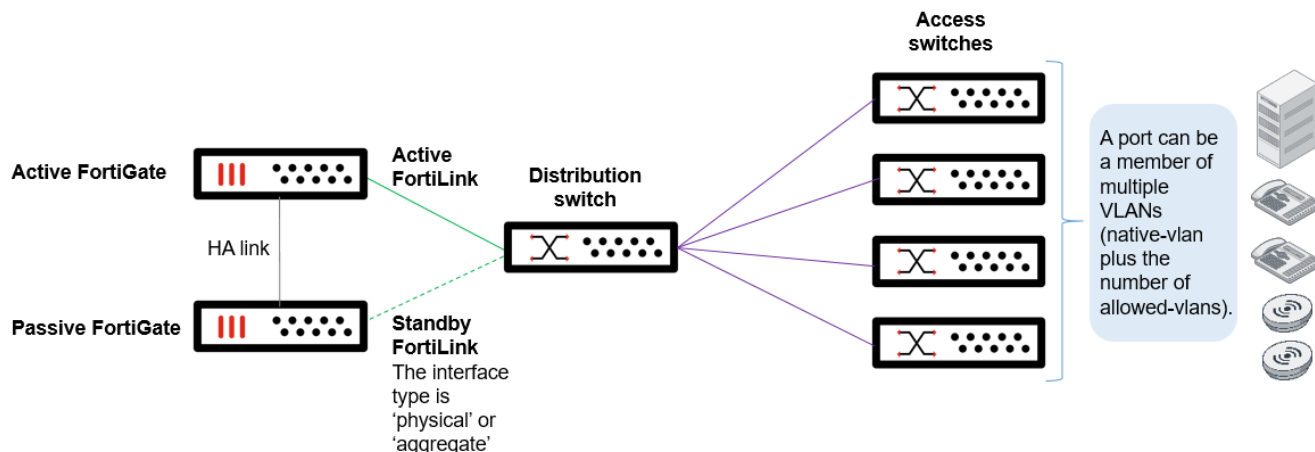 Access
switches
Active FortiGate
Active
FortiLink
Distribution
switch
HA link
Passive FortiGate
Standby
FortiLink
The interface
type is
‘physical’ or
‘aggregate’
A port can be
a member of
multiple
VLANs
(native-vlan
plus the
number of
allowed-vlans).